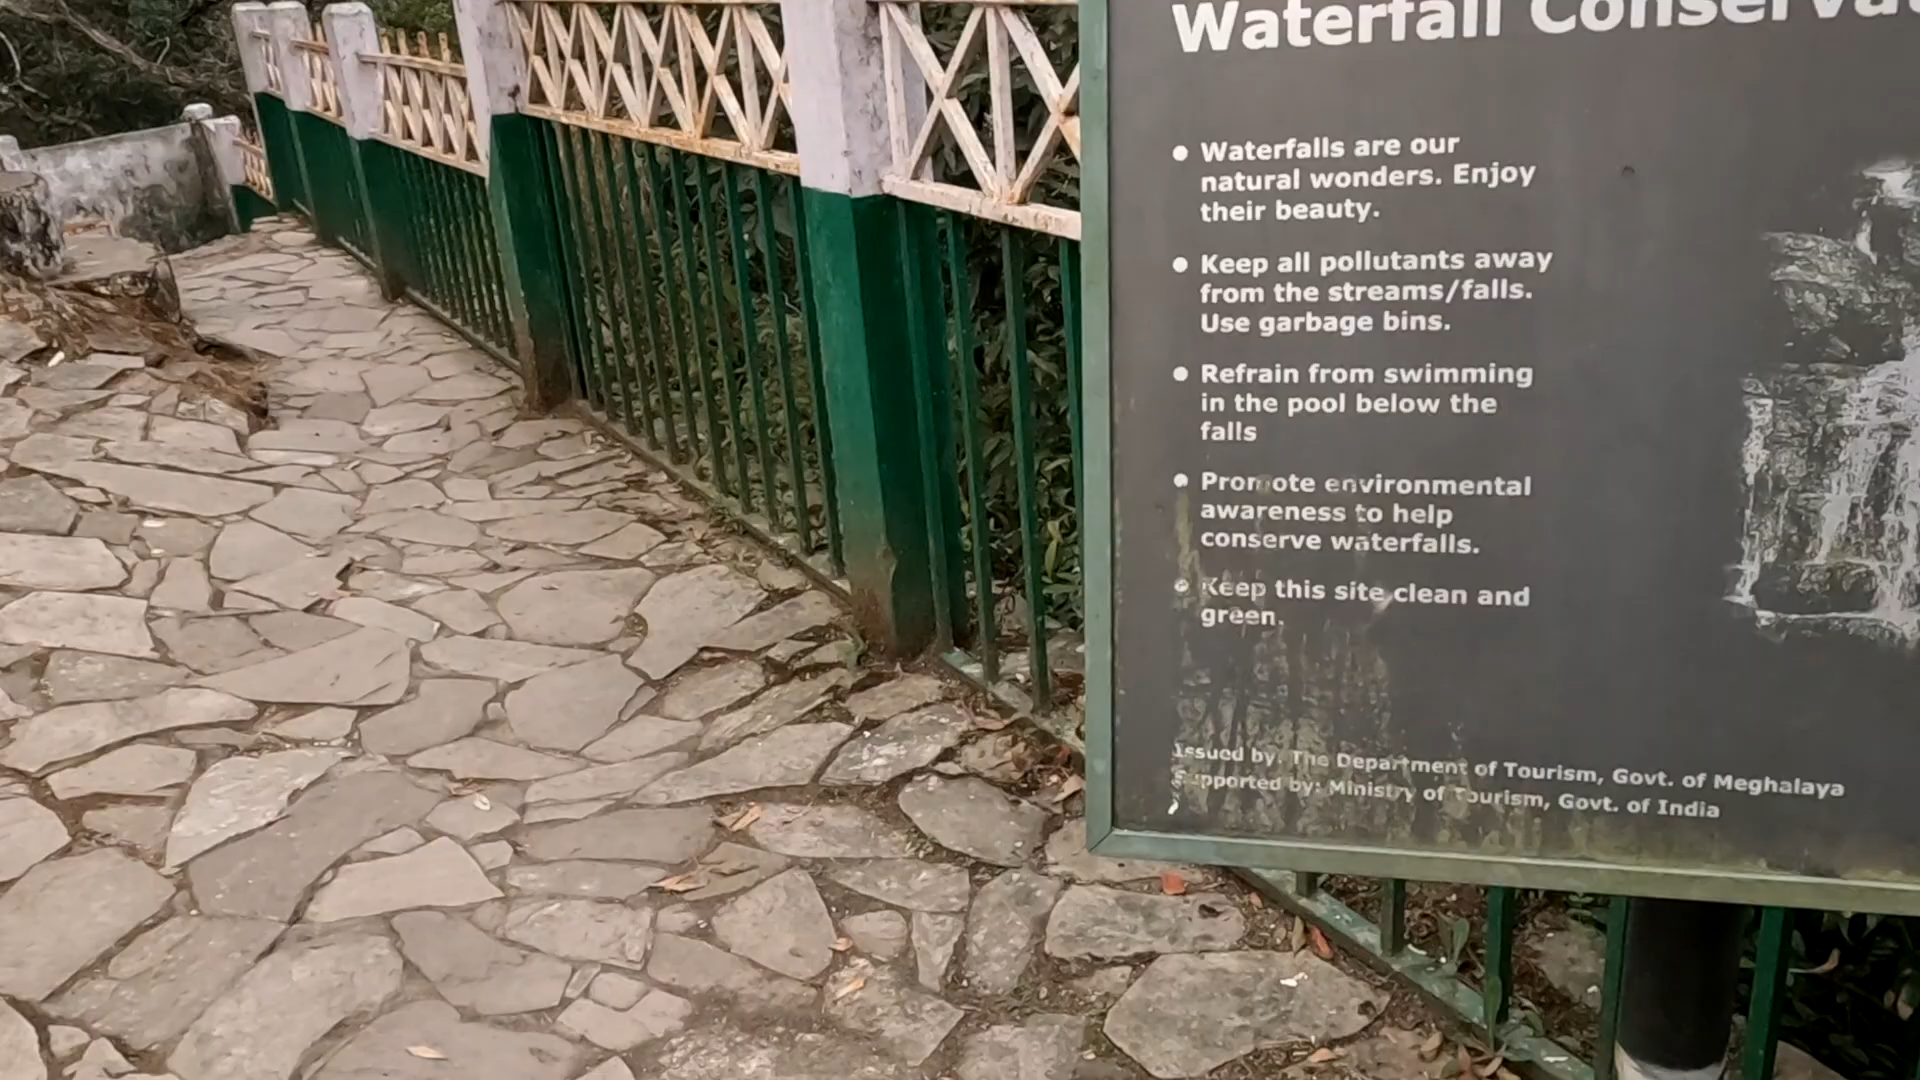 Waterfall Conserva
• Waterfalls are our
natural wonders. Enjoy
their beauty.
• Keep all pollutants away
from the streams/falls.
Use garbage bins.
• Refrain from swimming
in the pool below the
falls
• Promote environmental
awareness to help
conserve waterfalls.
• Keep this site clean and
green.
Issued by: The Department of Tourism, Govt. of Meghalaya
Supported by: Ministry of Tourism, Govt. of India